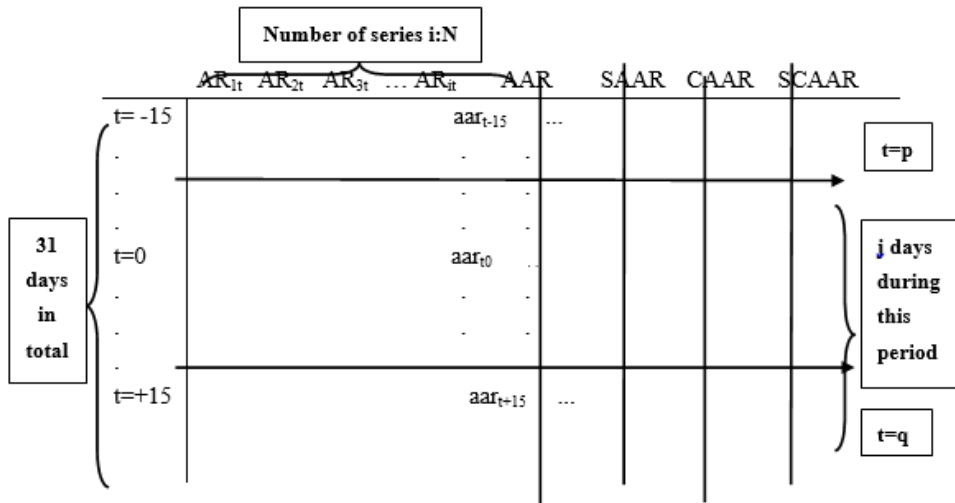 Number of series i:N
AR1t AR2t AR3t ... ARit AAR SAAR CAAR SCAAR
t= -15 aart-15 ...
t=p
31
days
in
total
t=0 aart0 ..
j days
during
this
period
t=+15 aart+15 ...
t=q